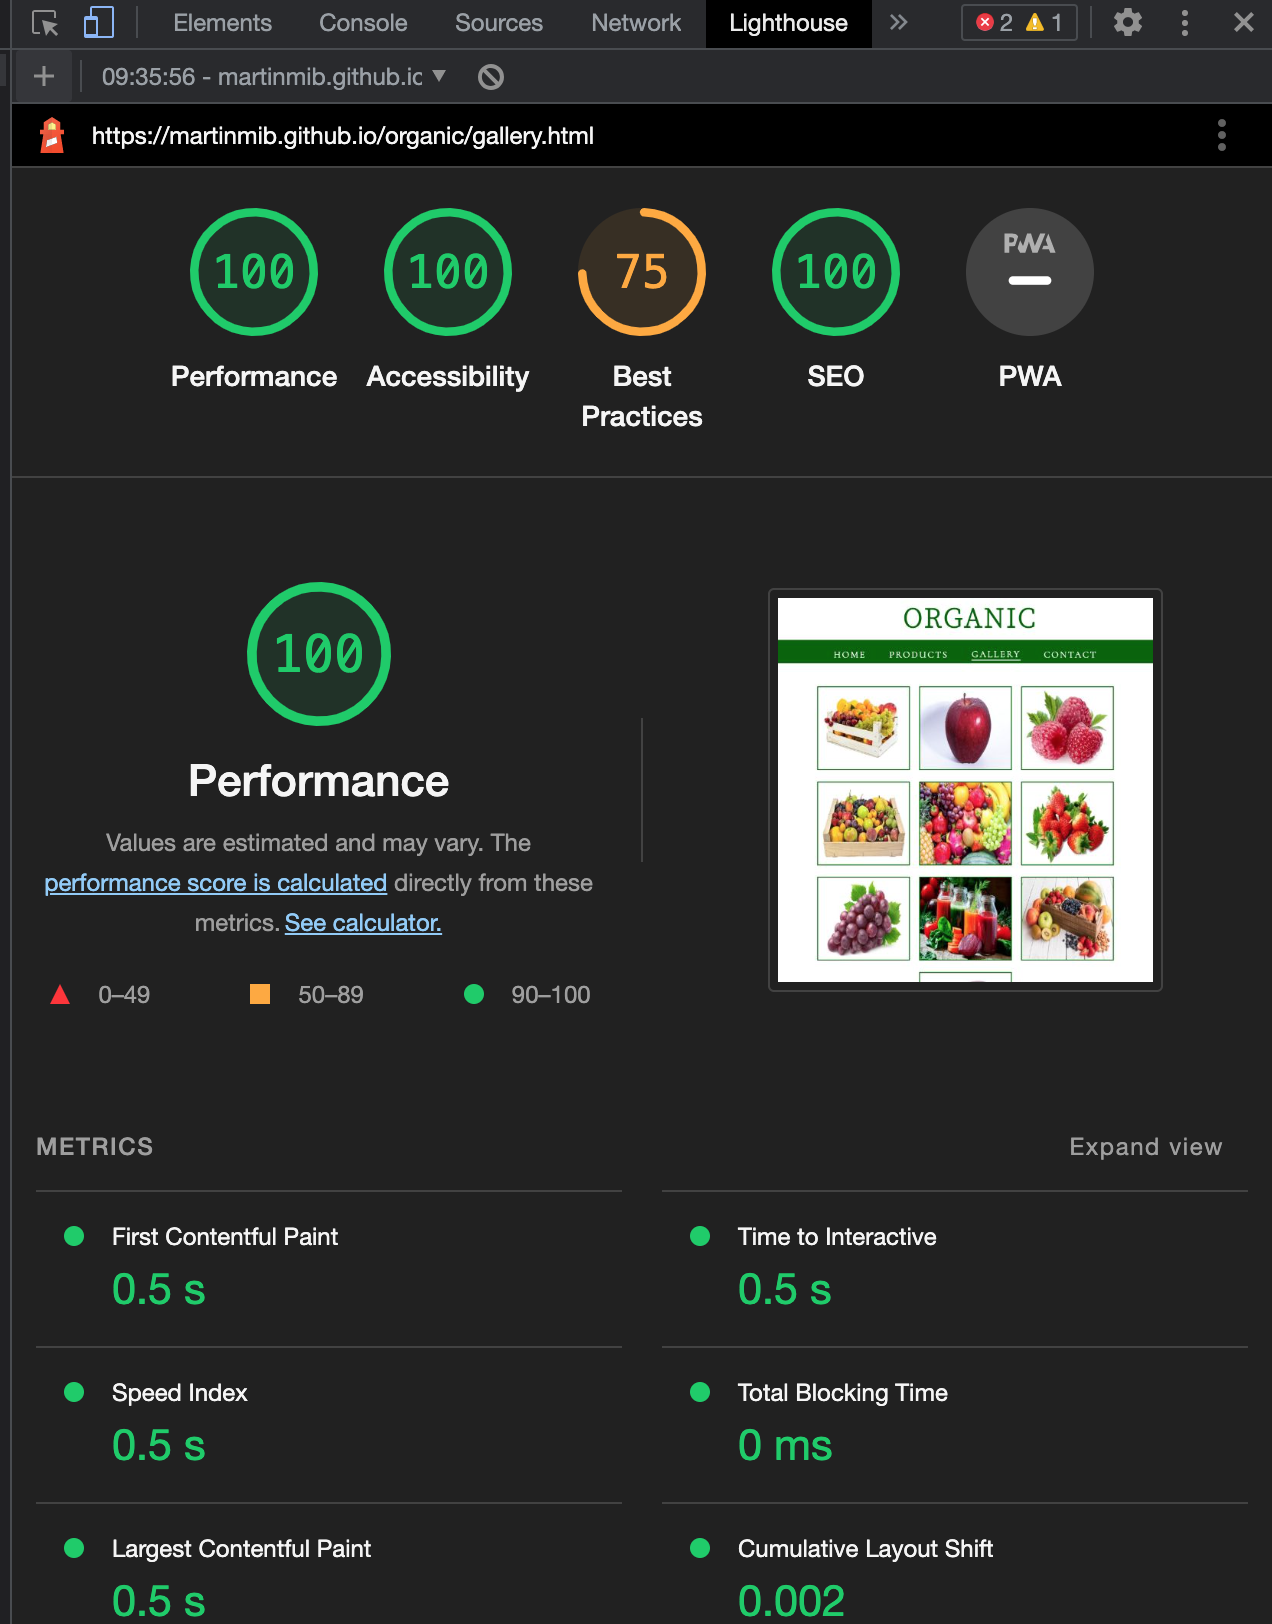 Elements Console Sources Network Lighthouse 2 1
09:35:56 - martinmib.github.io
https://martinmib.github.io/organic/gallery.html
100 100 75 100 PWA
Performance Accessibility Best Practices SEO PWA
100
Performance
Values are estimated and may vary. The
performance score is calculated directly from these
metrics. See calculator.
0–49 50–89 90–100
ORGANIC
HOME PRODUCTS GALLERY CONTACT
METRICS Expand view
First Contentful Paint
0.5 s
Time to Interactive
0.5 s
Speed Index
0.5 s
Total Blocking Time
0 ms
Largest Contentful Paint
0.5 s
Cumulative Layout Shift
0.002